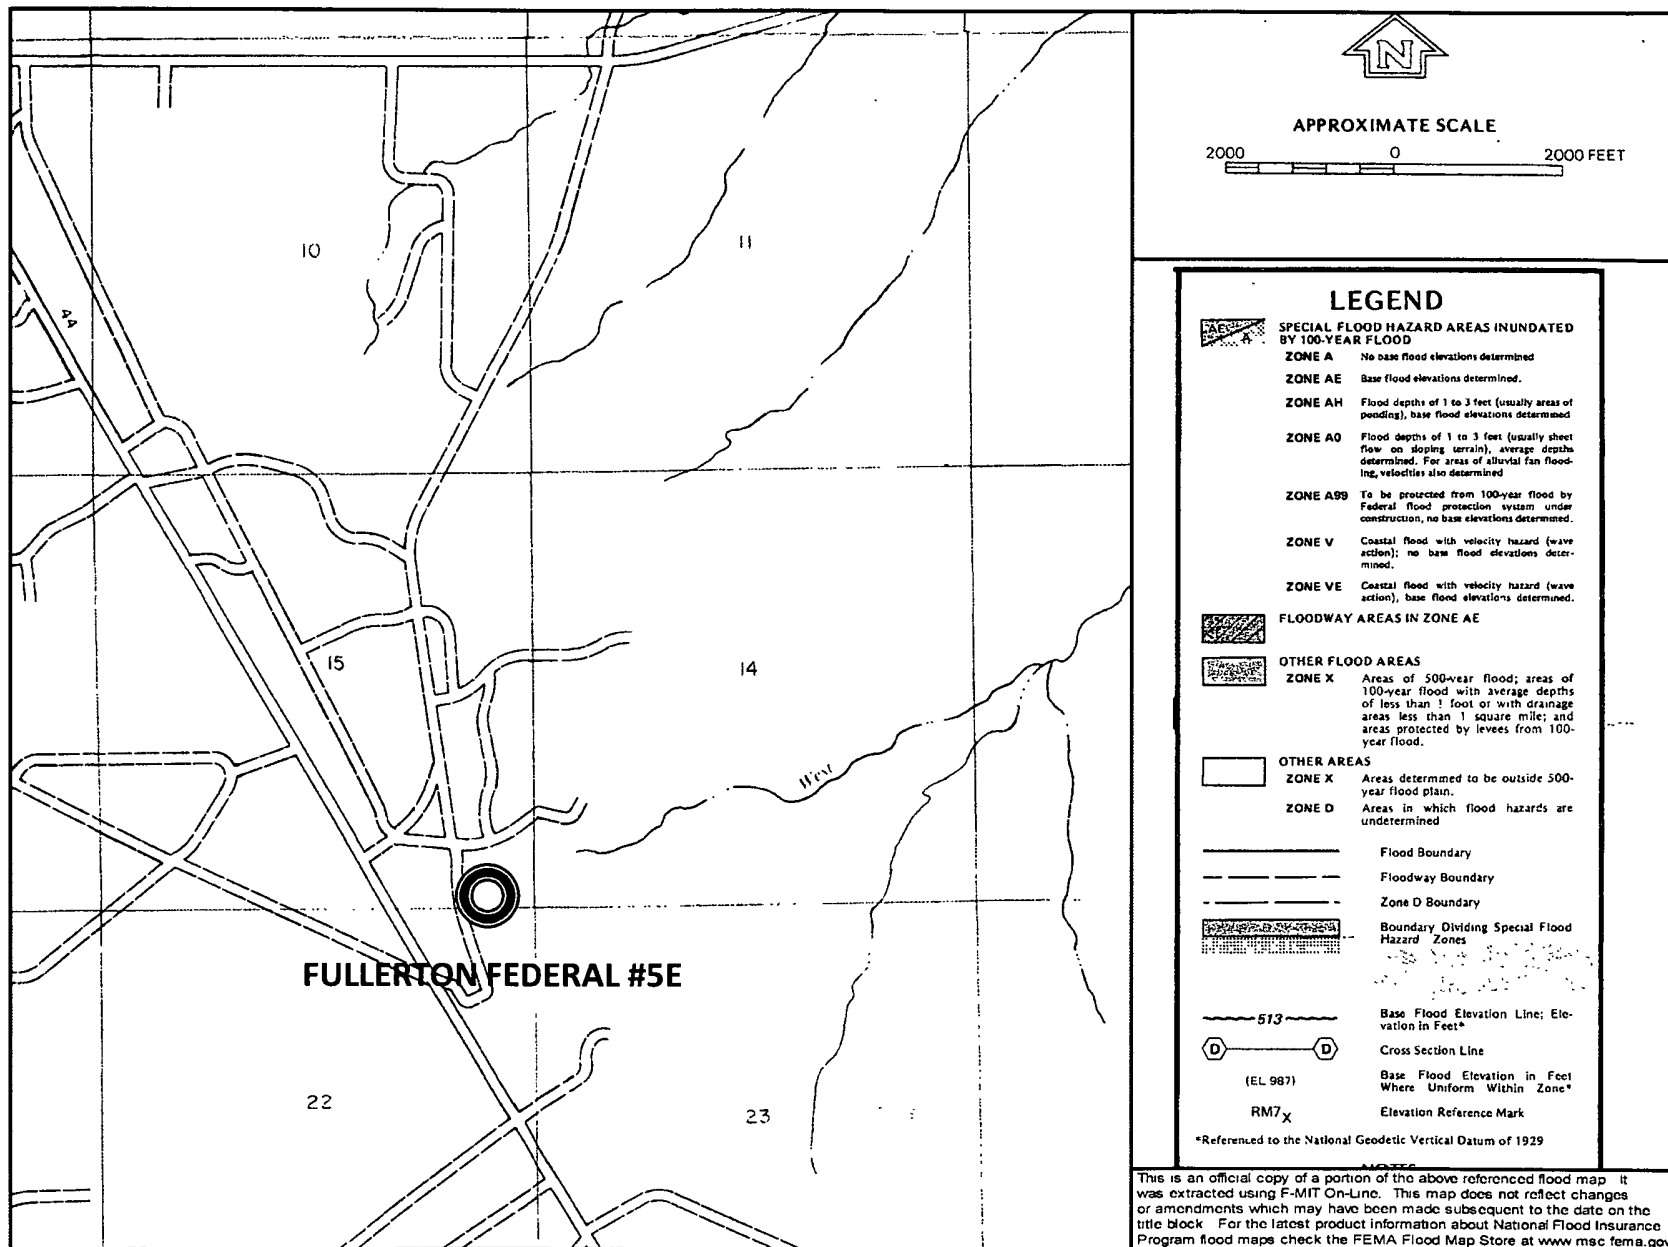 N
APPROXIMATE SCALE
2000 0 2000 FEET
10
11
44
15
14
West
FULLERTON FEDERAL #5E
22
23
LEGEND
AE
A
SPECIAL FLOOD HAZARD AREAS INUNDATED
BY 100-YEAR FLOOD
ZONE A No base flood elevations determined
ZONE AE Base flood elevations determined.
ZONE AH Flood depths of 1 to 3 feet (usually areas of
ponding), base flood elevations determined
ZONE A0 Flood depths of 1 to 3 feet (usually sheet
flow on sloping terrain), average depths
determined. For areas of alluvial fan flood-
ing, velocities also determined
ZONE A99 To be protected from 100-year flood by
Federal flood protection system under
construction, no base elevations determined.
ZONE V Coastal flood with velocity hazard (wave
action); no base flood elevations deter-
mined.
ZONE VE Coastal flood with velocity hazard (wave
action), base flood elevations determined.
FLOODWAY AREAS IN ZONE AE
OTHER FLOOD AREAS
ZONE X Areas of 500-year flood; areas of
100-year flood with average depths
of less than 1 foot or with drainage
areas less than 1 square mile; and
areas protected by levees from 100-
year flood.
OTHER AREAS
ZONE X Areas determined to be outside 500-
year flood plain.
ZONE D Areas in which flood hazards are
undetermined
Flood Boundary
Floodway Boundary
Zone D Boundary
Boundary Dividing Special Flood
Hazard Zones
513 Base Flood Elevation Line; Ele-
vation in Feet*
D D Cross Section Line
(EL 987) Base Flood Elevation in Feet
Where Uniform Within Zone*
RM7X Elevation Reference Mark
*Referenced to the National Geodetic Vertical Datum of 1929
This is an official copy of a portion of the above referenced flood map It
was extracted using F-MIT On-Line. This map does not reflect changes
or amendments which may have been made subsequent to the date on the
title block For the latest product information about National Flood Insurance
Program flood maps check the FEMA Flood Map Store at www msc fema.gov